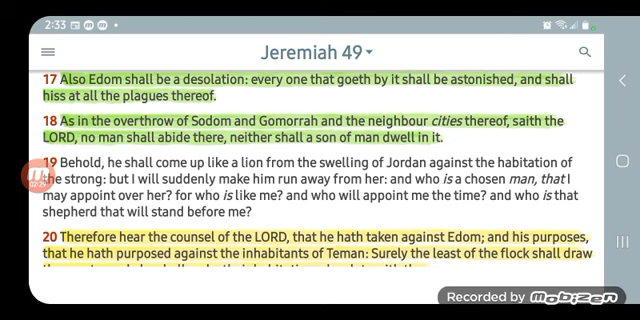 2:33
Jeremiah 49
17 Also Edom shall be a desolation: every one that goeth by it shall be astonished, and shall
hiss at all the plagues thereof.
18 As in the overthrow of Sodom and Gomorrah and the neighbour cities thereof, saith the
LORD, no man shall abide there, neither shall a son of man dwell in it.
19 Behold, he shall come up like a lion from the swelling of Jordan against the habitation of
the strong: but I will suddenly make him run away from her: and who is a chosen man, that I
may appoint over her? for who is like me? and who will appoint me the time? and who is that
shepherd that will stand before me?
20 Therefore hear the counsel of the LORD, that he hath taken against Edom; and his purposes,
that he hath purposed against the inhabitants of Teman: Surely the least of the flock shall draw
Recorded by mobizen